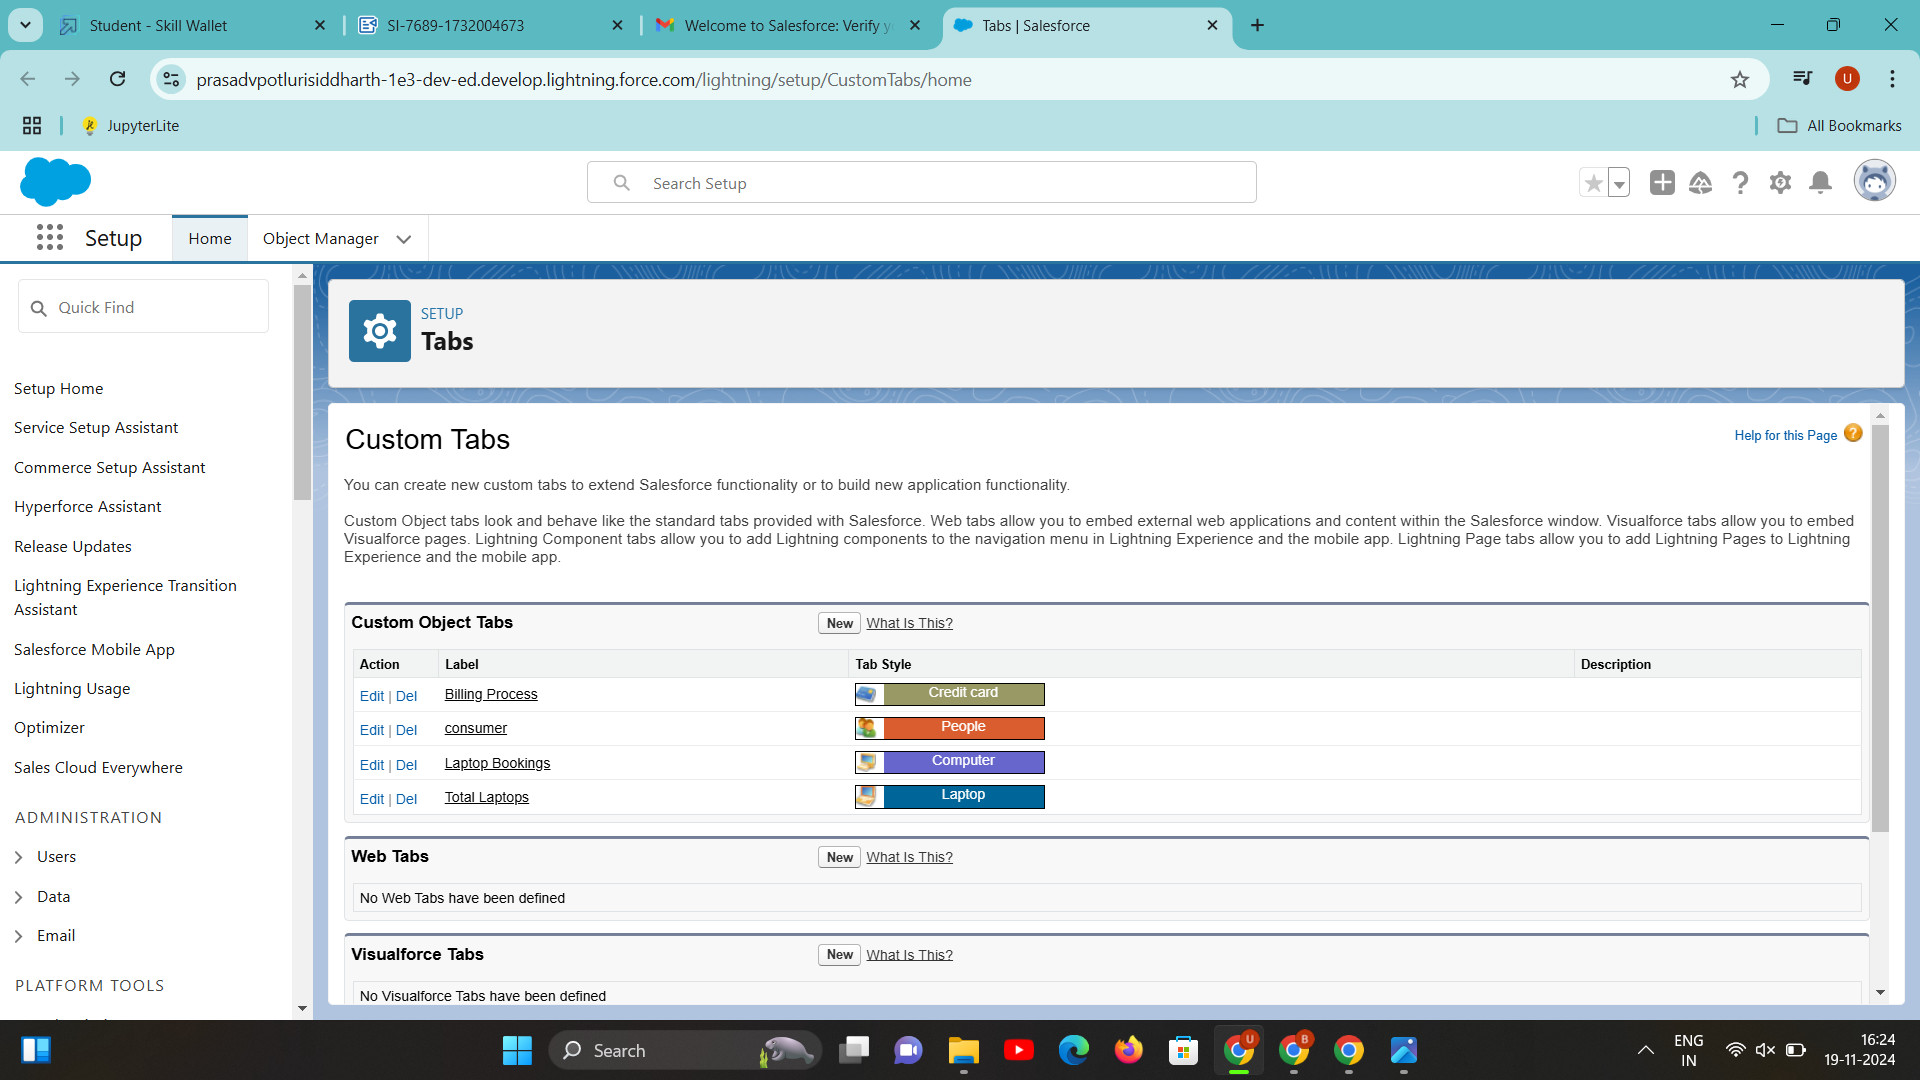 Student - Skill Wallet
SI-7689-1732004673
Welcome to Salesforce: Verify y
Tabs | Salesforce
prasadvpotlurisiddharth-1e3-dev-ed.develop.lightning.force.com/lightning/setup/CustomTabs/home
U
JupyterLite
All Bookmarks
Search Setup
Setup
Home
Object Manager
Quick Find
Setup Home
Service Setup Assistant
Commerce Setup Assistant
Hyperforce Assistant
Release Updates
Lightning Experience Transition
Assistant
Salesforce Mobile App
Lightning Usage
Optimizer
Sales Cloud Everywhere
ADMINISTRATION
Users
Data
Email
PLATFORM TOOLS
SETUP
Tabs
Custom Tabs
Help for this Page ?
You can create new custom tabs to extend Salesforce functionality or to build new application functionality.
Custom Object tabs look and behave like the standard tabs provided with Salesforce. Web tabs allow you to embed external web applications and content within the Salesforce window. Visualforce tabs allow you to embed
Visualforce pages. Lightning Component tabs allow you to add Lightning components to the navigation menu in Lightning Experience and the mobile app. Lightning Page tabs allow you to add Lightning Pages to Lightning
Experience and the mobile app.
Custom Object Tabs New What Is This?
Action Label Tab Style Description
Edit | Del Billing Process Credit card
Edit | Del consumer People
Edit | Del Laptop Bookings Computer
Edit | Del Total Laptops Laptop
Web Tabs New What Is This?
No Web Tabs have been defined
Visualforce Tabs New What Is This?
No Visualforce Tabs have been defined
Search
U
B
ENG
IN
16:24
19-11-2024